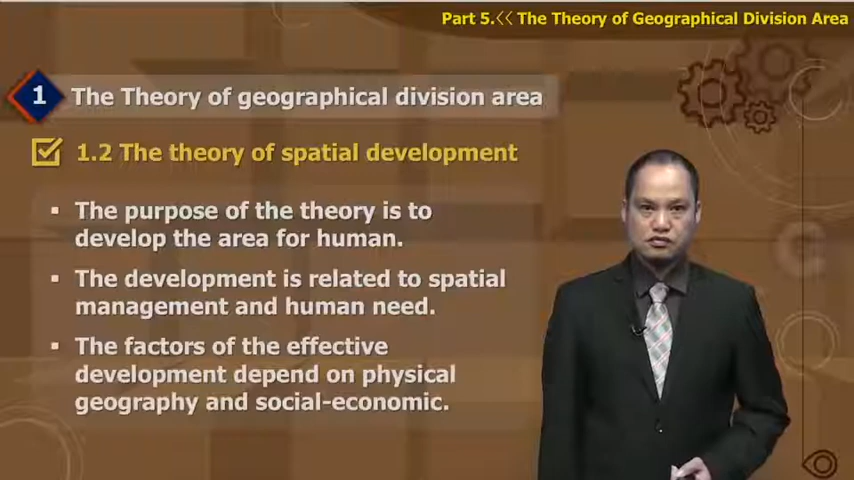 Part 5.<< The Theory of Geographical Division Area
1 The Theory of geographical division area
1.2 The theory of spatial development
▪ The purpose of the theory is to
develop the area for human.
▪ The development is related to spatial
management and human need.
▪ The factors of the effective
development depend on physical
geography and social-economic.